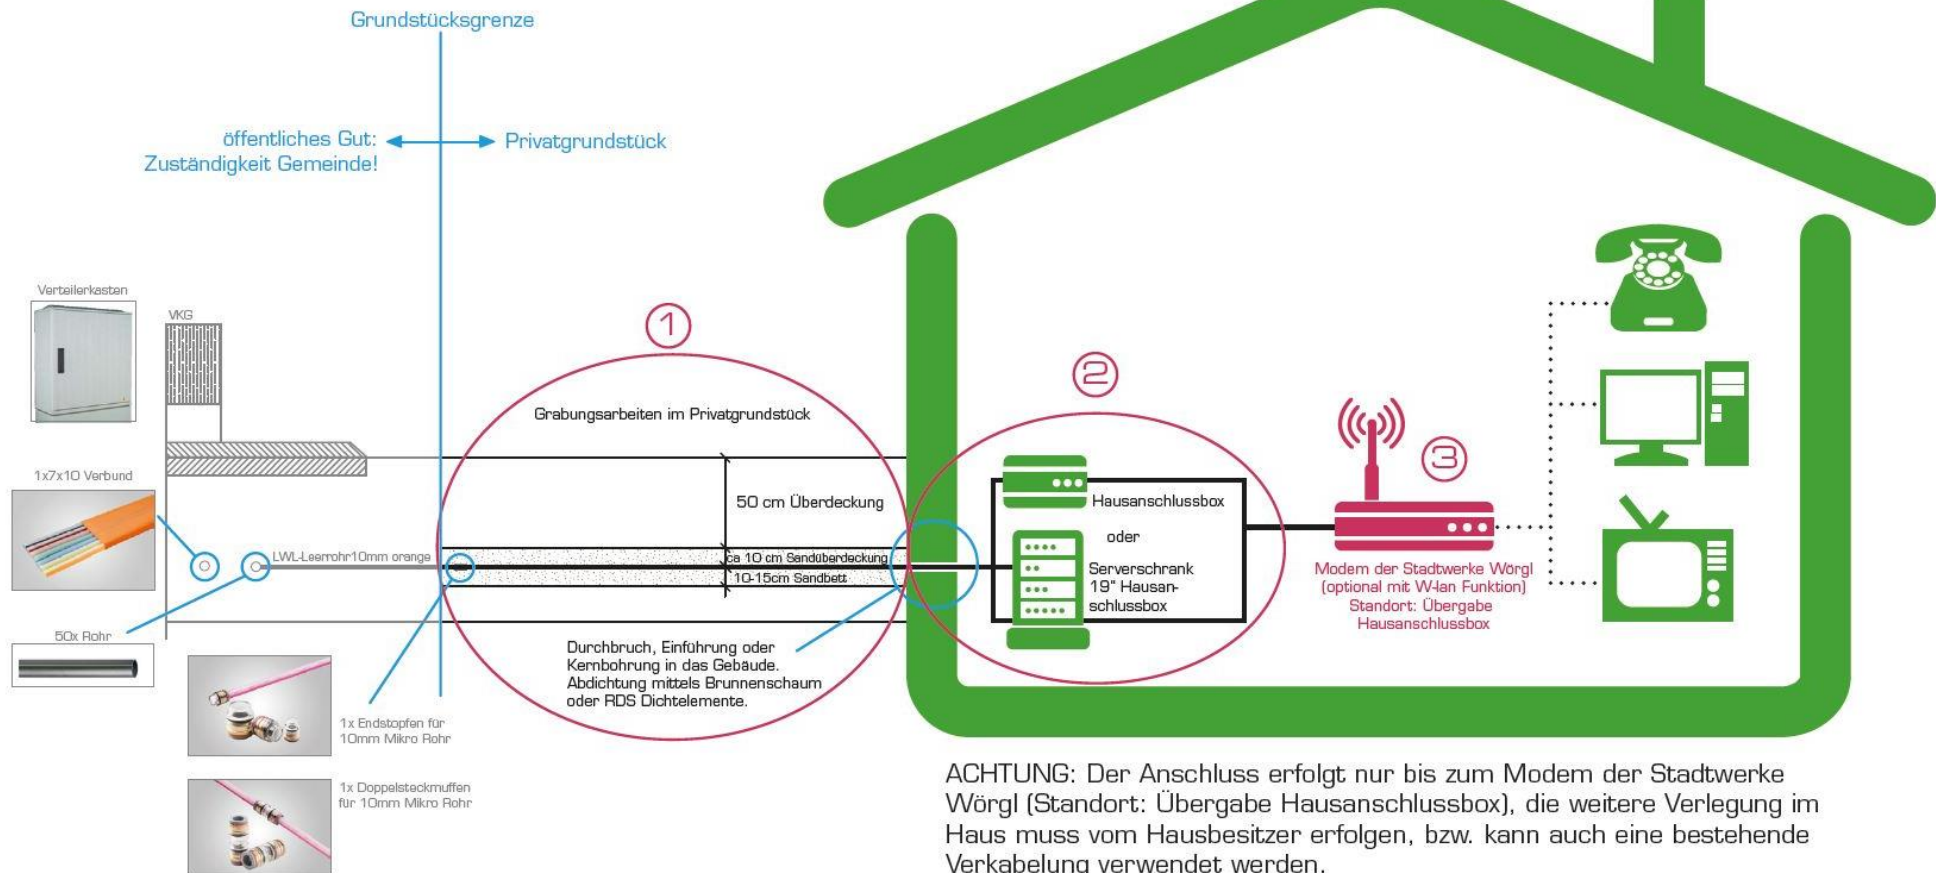 Grundstücksgrenze
öffentliches Gut:
Zuständigkeit Gemeinde!
Privatgrundstück
Verteilerkasten
VKG
1x7x10 Verbund
LWL-Leerrohr10mm orange
50x Rohr
1x Endstopfen für
10mm Mikro Rohr
1x Doppelsteckmuffen
für 10mm Mikro Rohr
1
Grabungsarbeiten im Privatgrundstück
50 cm Überdeckung
ca 10 cm Sandüberdeckung
10-15cm Sandbett
Durchbruch, Einführung oder
Kernbohrung in das Gebäude.
Abdichtung mittels Brunnenschaum
oder RDS Dichtelemente.
2
Hausanschlussbox
oder
Serverschrank
19" Hausan-
schlussbox
3
Modem der Stadtwerke Wörgl
(optional mit W-lan Funktion)
Standort: Übergabe
Hausanschlussbox
ACHTUNG: Der Anschluss erfolgt nur bis zum Modem der Stadtwerke
Wörgl (Standort: Übergabe Hausanschlussbox), die weitere Verlegung im
Haus muss vom Hausbesitzer erfolgen, bzw. kann auch eine bestehende
Verkabelung verwendet werden.